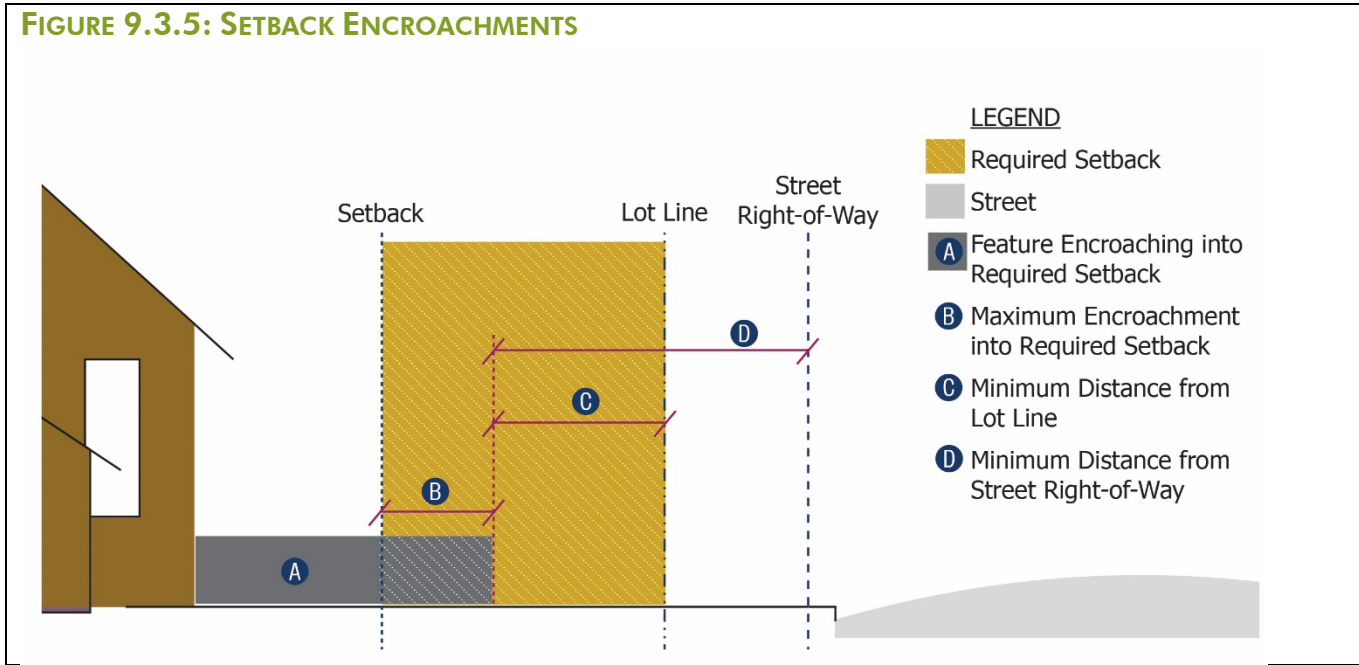 FIGURE 9.3.5: SETBACK ENCROACHMENTS
Setback
Lot Line
Street
Right-of-Way
D
C
B
A
LEGEND
Required Setback
Street
A Feature Encroaching into
Required Setback
B Maximum Encroachment
into Required Setback
C Minimum Distance from
Lot Line
D Minimum Distance from
Street Right-of-Way